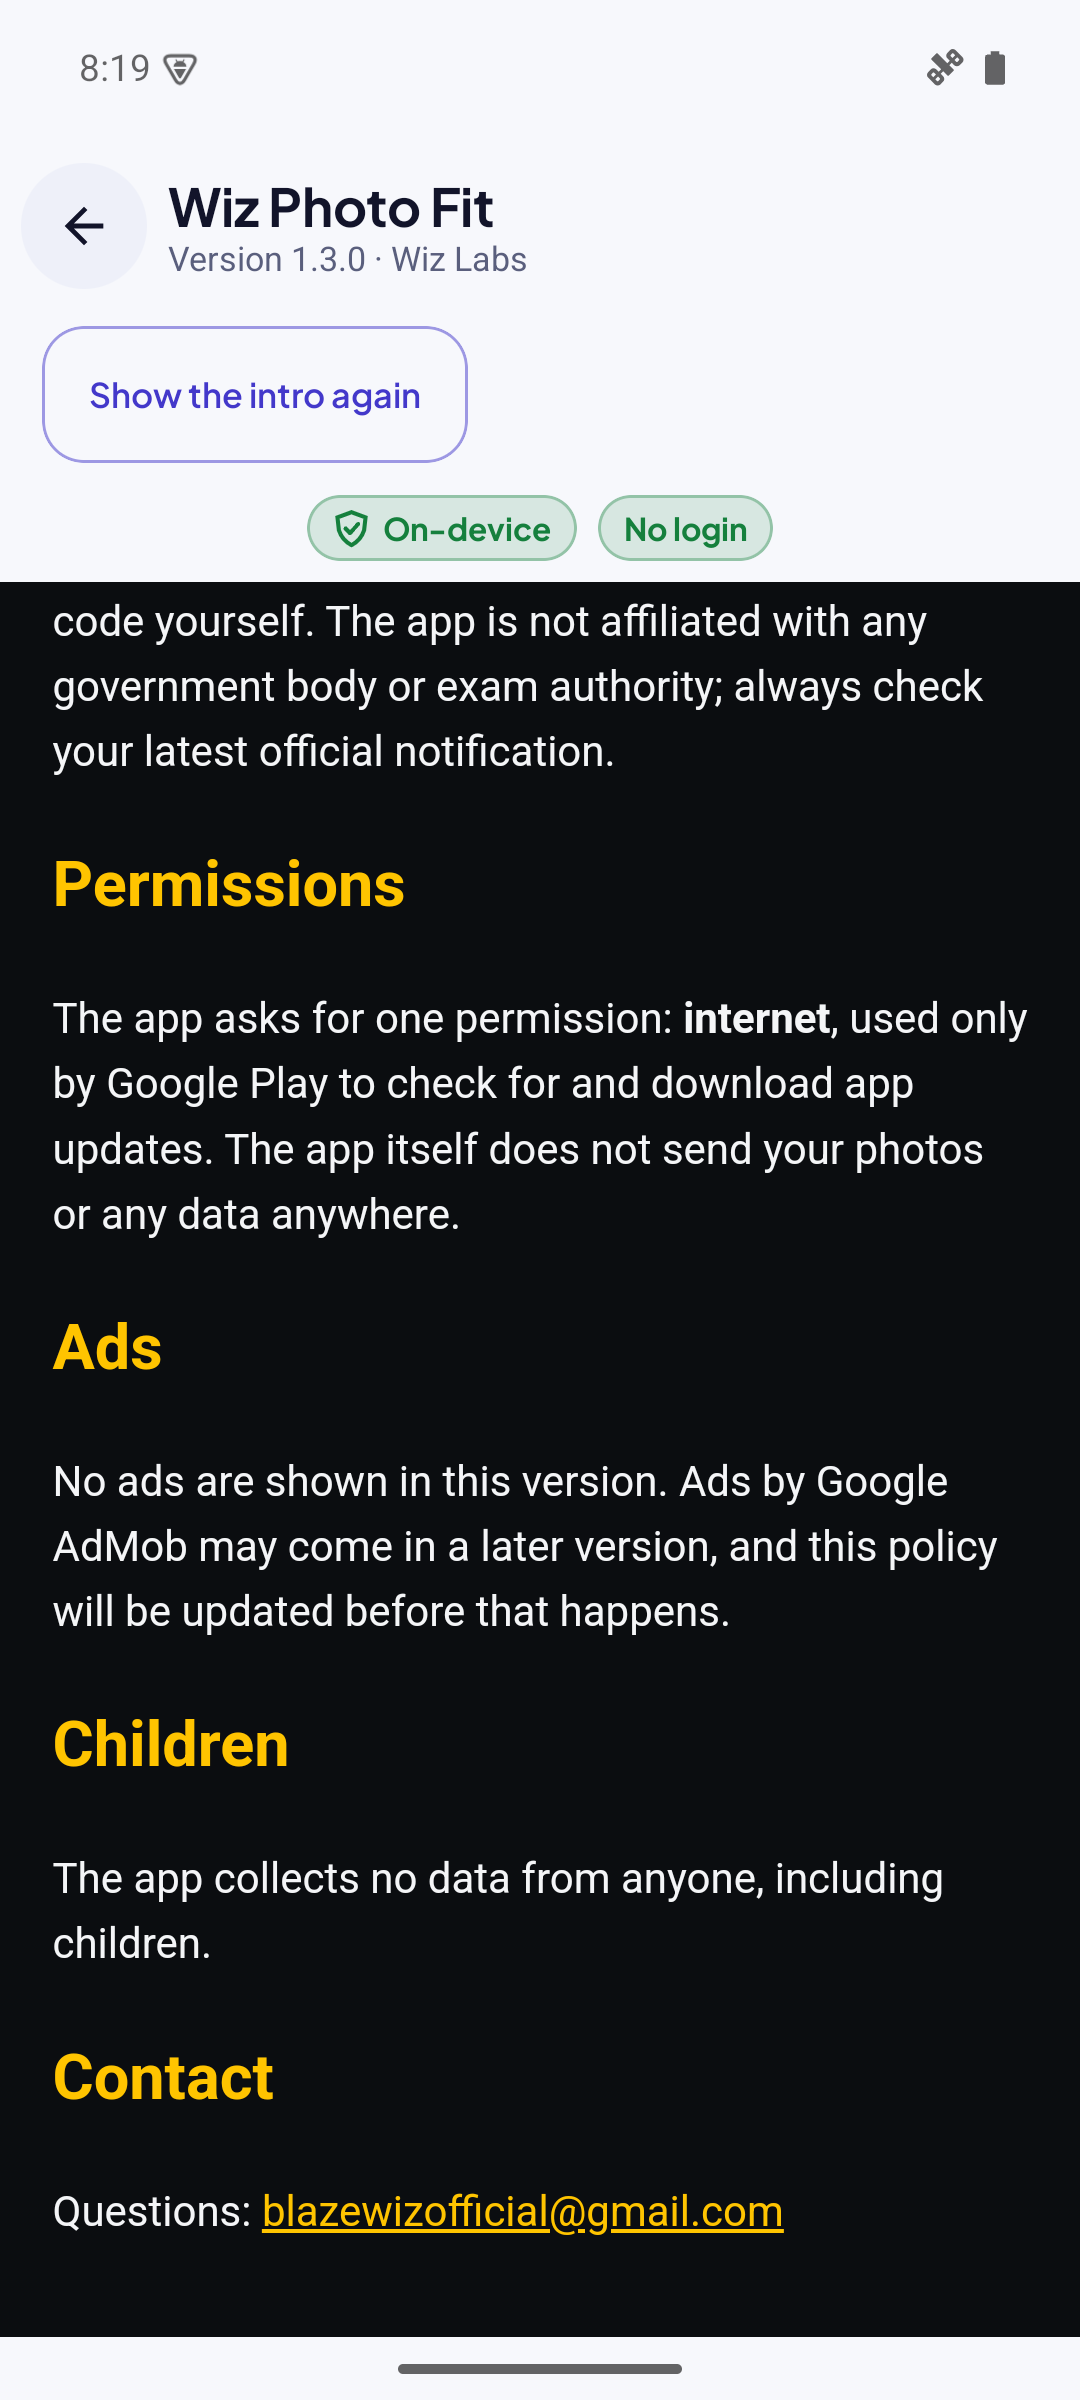 8:19
Wiz Photo Fit
Version 1.3.0 · Wiz Labs
Show the intro again
On-device
No login
code yourself. The app is not affiliated with any
government body or exam authority; always check
your latest official notification.
Permissions
The app asks for one permission: internet, used only
by Google Play to check for and download app
updates. The app itself does not send your photos
or any data anywhere.
Ads
No ads are shown in this version. Ads by Google
AdMob may come in a later version, and this policy
will be updated before that happens.
Children
The app collects no data from anyone, including
children.
Contact
Questions: blazewizofficial@gmail.com